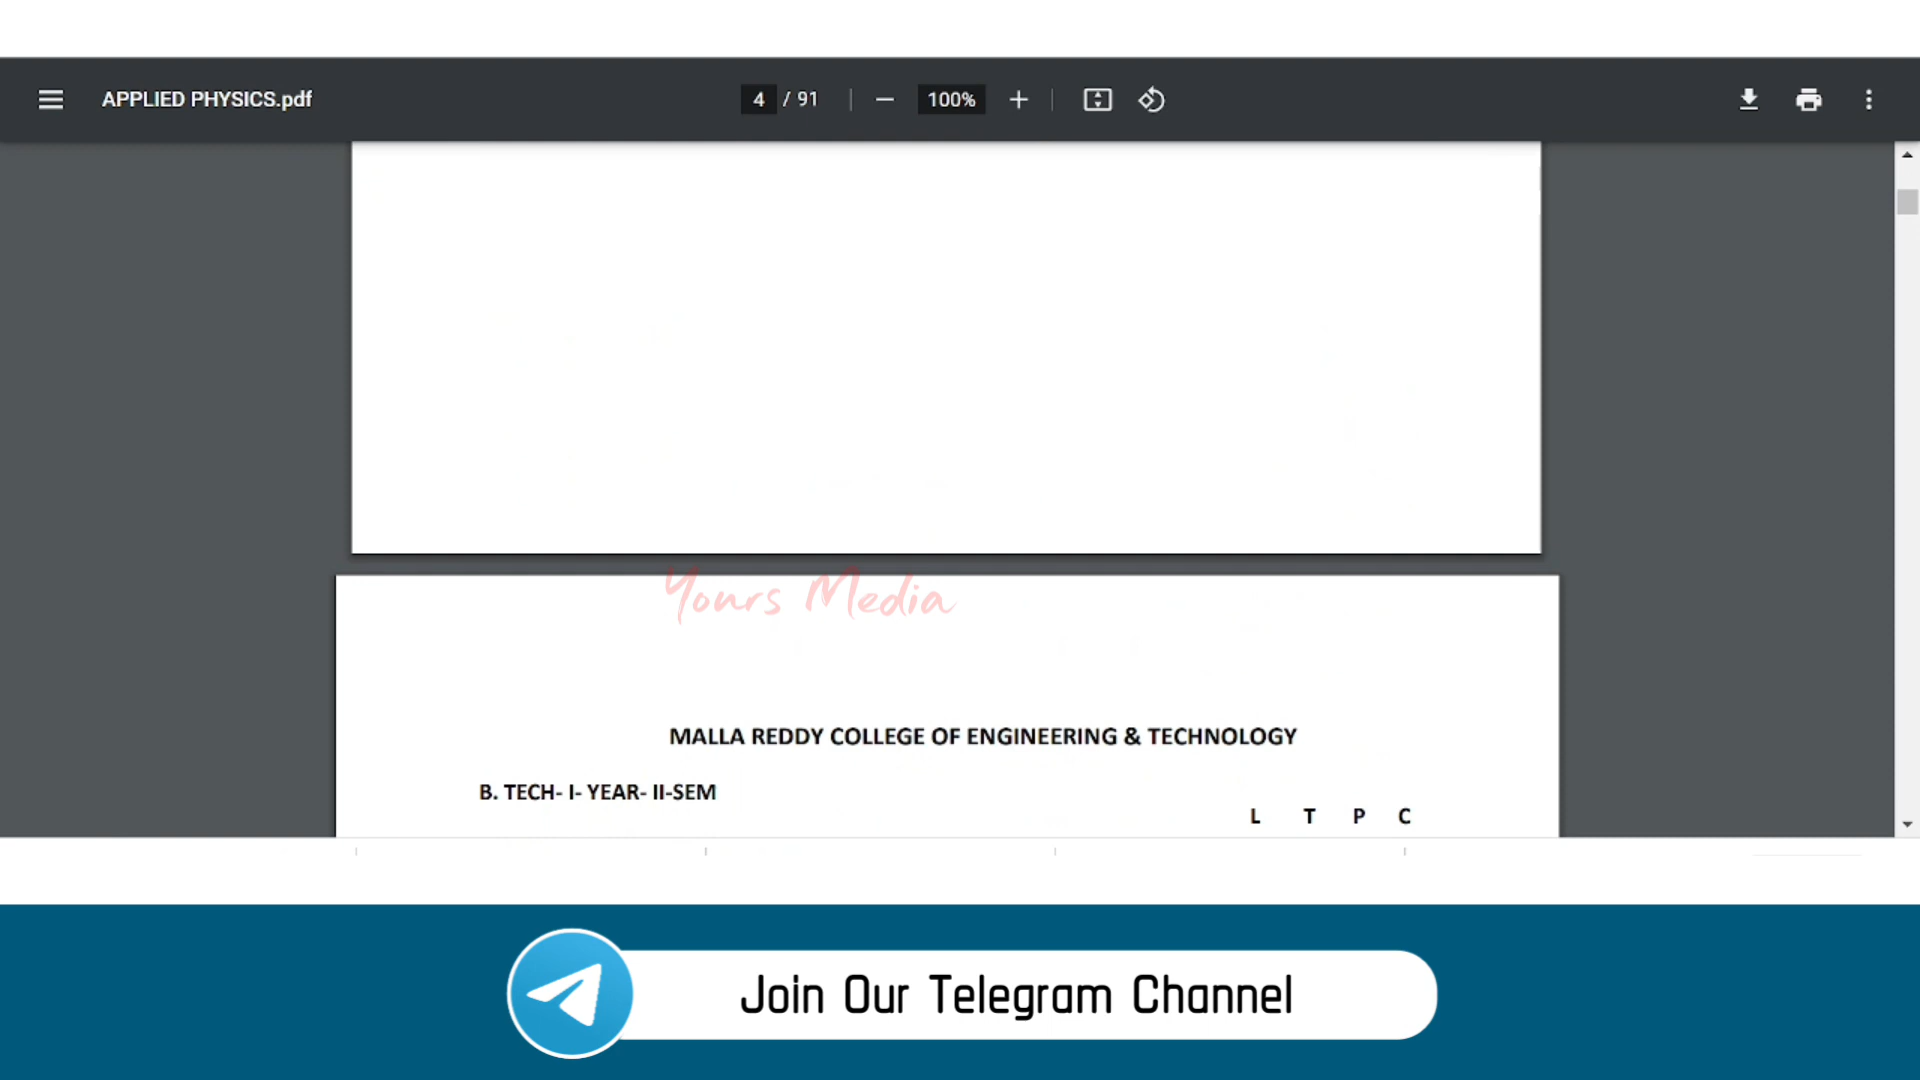 APPLIED PHYSICS.pdf
4 / 91
100%
Yours Media
MALLA REDDY COLLEGE OF ENGINEERING & TECHNOLOGY
B. TECH- I- YEAR- II-SEM
L T P C
Join Our Telegram Channel